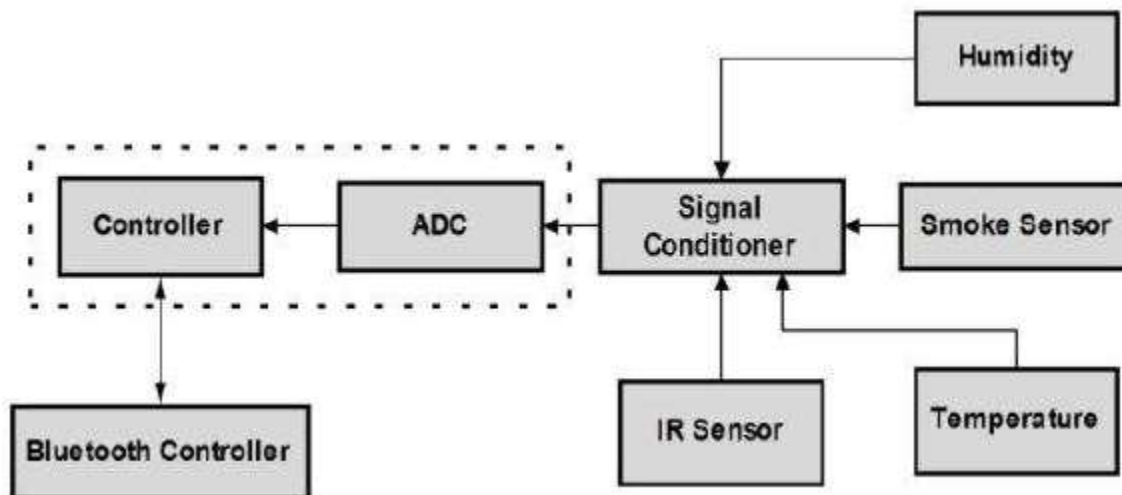 Humidity
Controller
ADC
Signal
Conditioner
Smoke Sensor
Bluetooth Controller
IR Sensor
Temperature